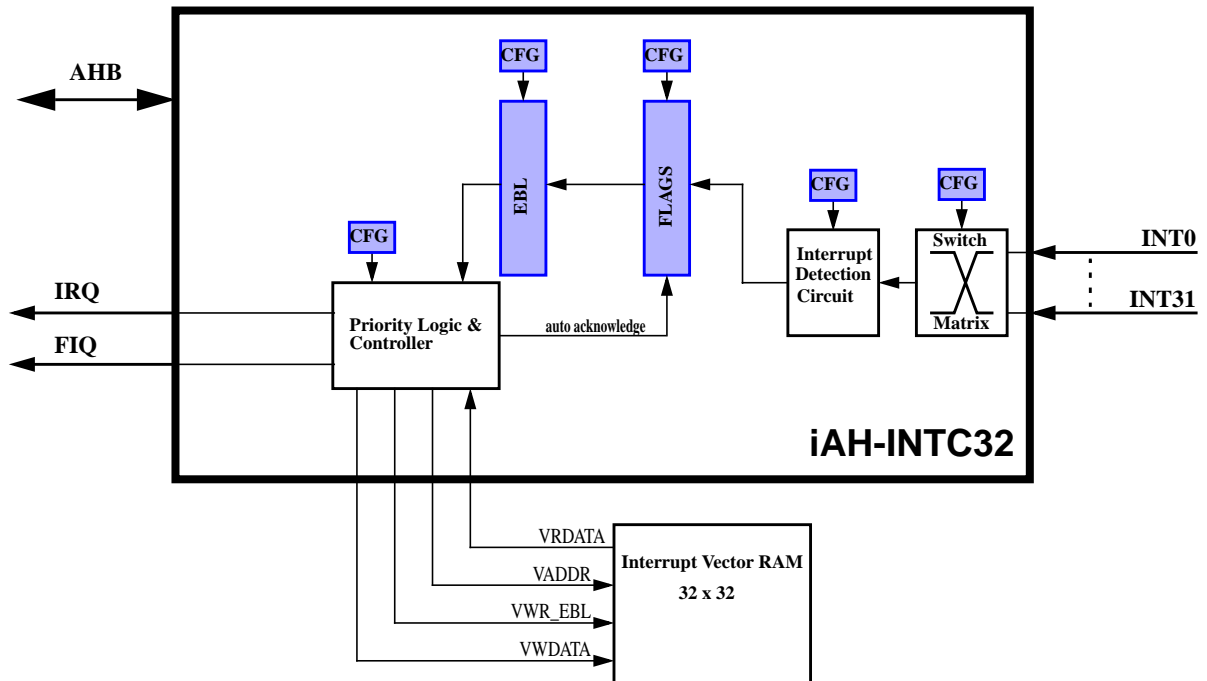 CFG
CFG
AHB
EBL
FLAGS
CFG
CFG
CFG
Switch
Matrix
INT0
INT31
Interrupt
Detection
Circuit
IRQ
FIQ
Priority Logic &
Controller
auto acknowledge
iAH-INTC32
VRDATA
VADDR
VWR_EBL
VWDATA
Interrupt Vector RAM
32 x 32